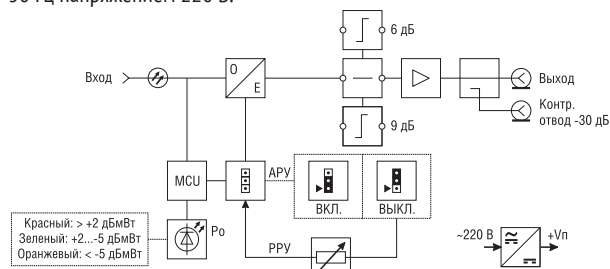 50 Гц напряжением 220 В.
6 дБ
Вход
O
E
Выход
Контр.
отвод -30 дБ
9 дБ
MCU
АРУ
ВКЛ.
ВЫКЛ.
Красный: > +2 дБмВт
Зеленый: +2...-5 дБмВт
Оранжевый: < -5 дБмВт
Po
РРУ
~220 В
+Vп